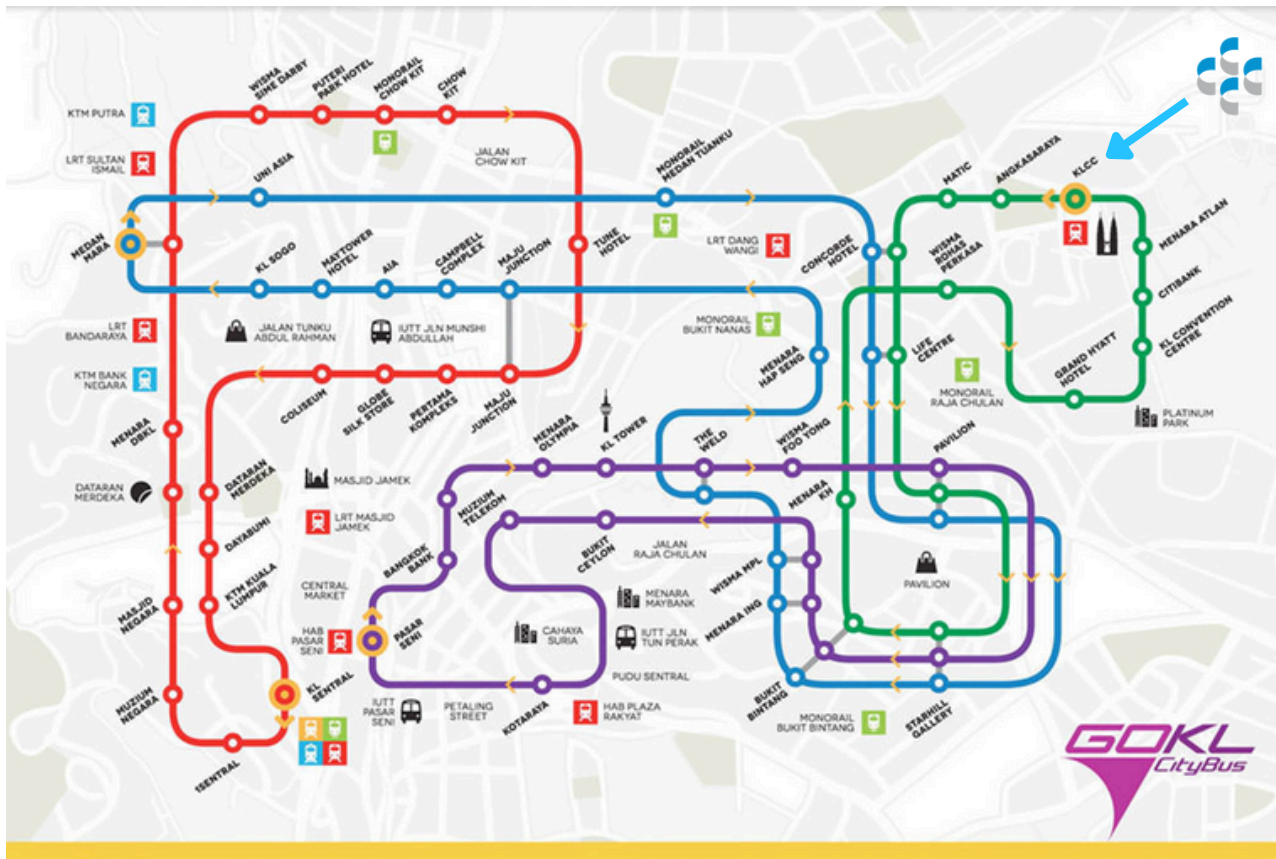 WISMA
SIME DARBY
PUTERI
PARK HOTEL
MONORAIL
CHOW KIT
CHOW
KIT
KTM PUTRA
JALAN
CHOW KIT
LRT SULTAN
ISMAIL
UNI ASIA
MONORAIL
MEDAN TUANKU
MATIC
ANGKASARAYA
KLCC
MEDAN
MARA
TUNE
HOTEL
LRT DANG
WANGI
CONCORDE
HOTEL
WISMA
ROHAS
PERKASA
MENARA ATLAN
KL SOGO
MAYTOWER
HOTEL
AIA
CAMPBELL
COMPLEX
MAJU
JUNCTION
CITIBANK
LRT
BANDARAYA
JALAN TUNKU
ABDUL RAHMAN
IUTT JLN MUNSHI
ABDULLAH
MONORAIL
BUKIT NANAS
MENARA
HAP SENG
LIFE
CENTRE
GRAND HYATT
HOTEL
KL CONVENTION
CENTRE
KTM BANK
NEGARA
COLISEUM
GLOBE
SILK STORE
PERTAMA
KOMPLEKS
MAJU
JUNCTION
MONORAIL
RAJA CHULAN
PLATINUM
PARK
MENARA
DBKL
MENARA
OLYMPIA
KL TOWER
THE
WELD
WISMA
FOO YONG
PAVILION
DATARAN
MERDEKA
DATARAN
MERDEKA
MASJID JAMEK
MUZIUM
TELEKOM
MENARA KH
LRT MASJID
JAMEK
DAYABUMI
BANGKOK
BANK
BUKIT
CEYLON
JALAN
RAJA CHULAN
WISMA MPL
PAVILION
MASJID
NEGARA
KTM KUALA
LUMPUR
CENTRAL
MARKET
MENARA
MAYBANK
MENARA ING
HAB
PASAR
SENI
PASAR
SENI
CAHAYA
SURIA
IUTT JLN
TUN PERAK
PUDU SENTRAL
MUZIUM
NEGARA
KL
SENTRAL
IUTT
PASAR
SENI
PETALING
STREET
KOTARAYA
HAB PLAZA
RAKYAT
BUKIT
BINTANG
MONORAIL
BUKIT BINTANG
STARHILL
GALLERY
1SENTRAL
GOKL
CityBus